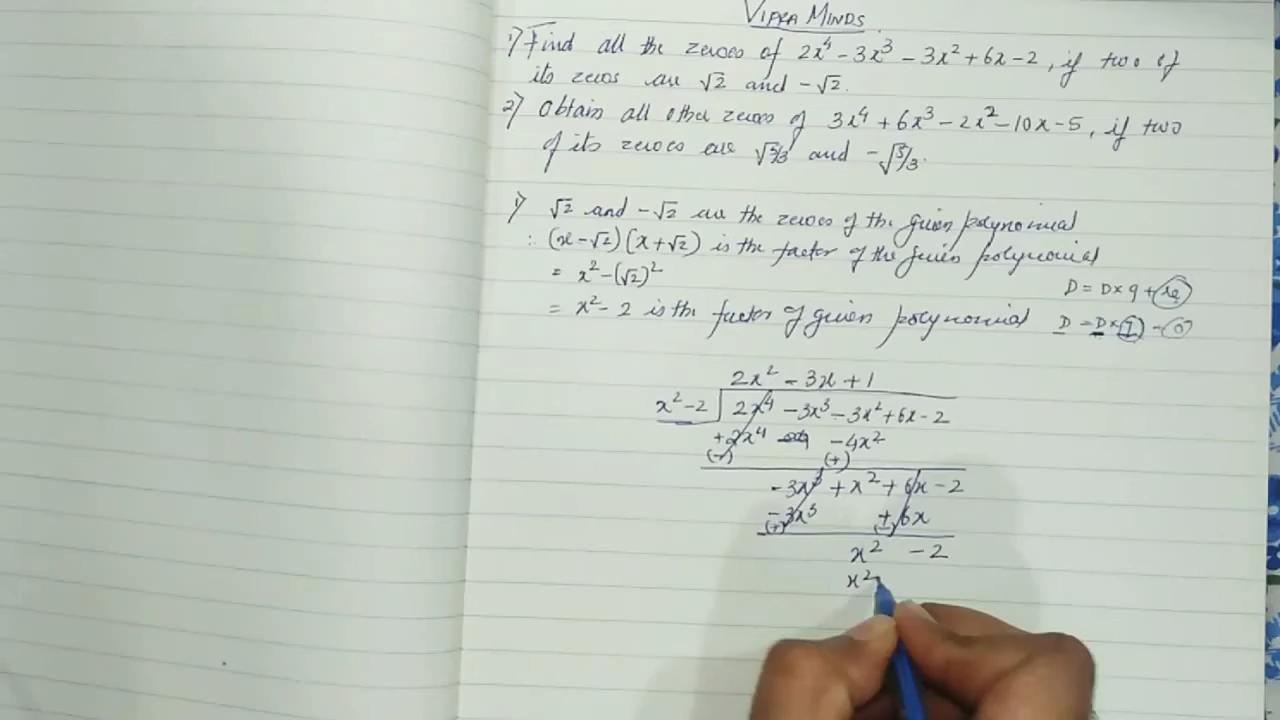 VIPRA MINDS
1) Find all the zeroes of 2x⁴ - 3x³ - 3x² + 6x - 2, if two of
its zeros are √2 and -√2.
2) Obtain all other zeroes of 3x⁴ + 6x³ - 2x² - 10x - 5, if two
of its zeroes are √5/3 and -√5/3.
1) √2 and -√2 are the zeroes of the given polynomial
∴ (x-√2)(x+√2) is the factor of the given polynomial
= x² - (√2)²
D = D × q + r
= x² - 2 is the factor of given polynomial
D = D × q - 0
2x² - 3x + 1
x² - 2 2x⁴ - 3x³ - 3x² + 6x - 2
+2x⁴ - 4x²
(-) (+)
-3x³ + x² + 6x - 2
-3x³ + 6x
(+) (-)
x² - 2
x²